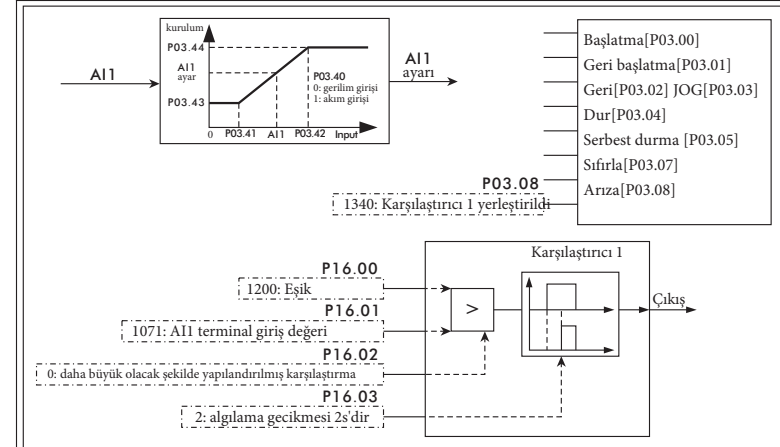 kurulum
P03.44
AI1
ayar
P03.43
P03.40
0: gerilim girişi
1: akım girişi
0 P03.41 AI1 P03.42 Input
AI1
AI1
ayarı
Başlatma[P03.00]
Geri başlatma[P03.01]
Geri[P03.02] JOG[P03.03]
Dur[P03.04]
Serbest durma [P03.05]
Sıfırla[P03.07]
Arıza[P03.08]
P03.08
1340: Karşılaştırıcı 1 yerleştirildi
Karşılaştırıcı 1
P16.00
1200: Eşik
P16.01
1071: AI1 terminal giriş değeri
P16.02
0: daha büyük olacak şekilde yapılandırılmış karşılaştırma
P16.03
2: algılama gecikmesi 2s'dir
>
Çıkış